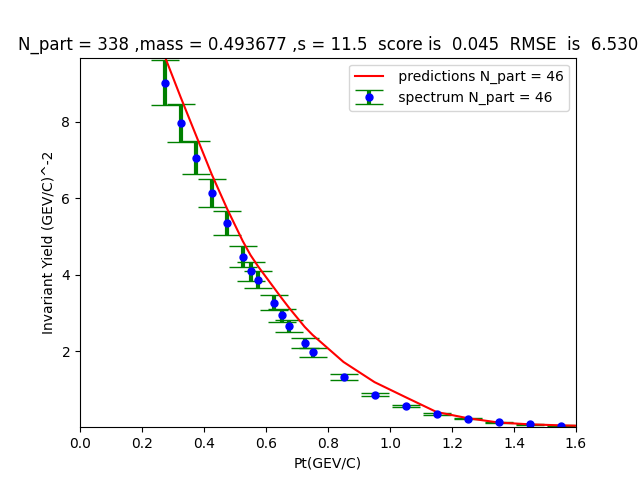 N_part = 338 ,mass = 0.493677 ,s = 11.5  score is  0.045  RMSE  is  6.530
predictions N_part = 46
spectrum N_part = 46
Invariant Yield (GEV/C)^-2
8
6
4
2
0.0 0.2 0.4 0.6 0.8 1.0 1.2 1.4 1.6
Pt(GEV/C)